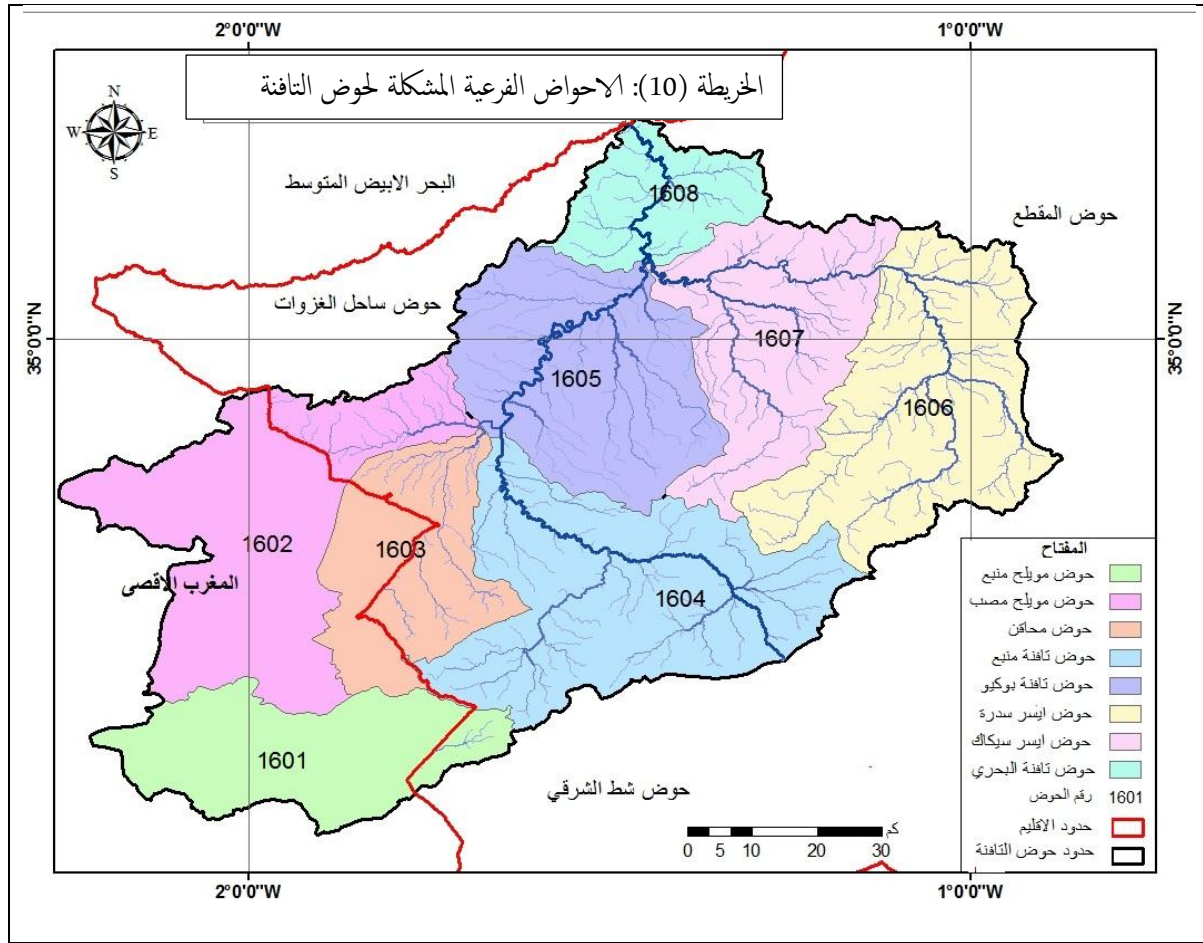 2°0'0"W
1°0'0"W
الخريطة (10): الاحواض الفرعية المشكلة لحوض التافنة
N
W
E
S
البحر الابيض المتوسط
1608
حوض المقطع
حوض ساحل الغزوات
35°0'0"N
35°0'0"N
1607
1605
1606
1602
1603
المغرب الاقصى
1604
1601
حوض شط الشرقي
المفتاح
حوض مويلح منبع
حوض مويلح مصب
حوض محاقن
حوض تافنة منبع
حوض تافنة بوكيو
حوض ايسر سدرة
حوض ايسر سيكاك
حوض تافنة البحري
رقم الحوض 1601
حدود الاقليم
حدود حوض التافنة
كم
0 5 10 20 30
2°0'0"W
1°0'0"W